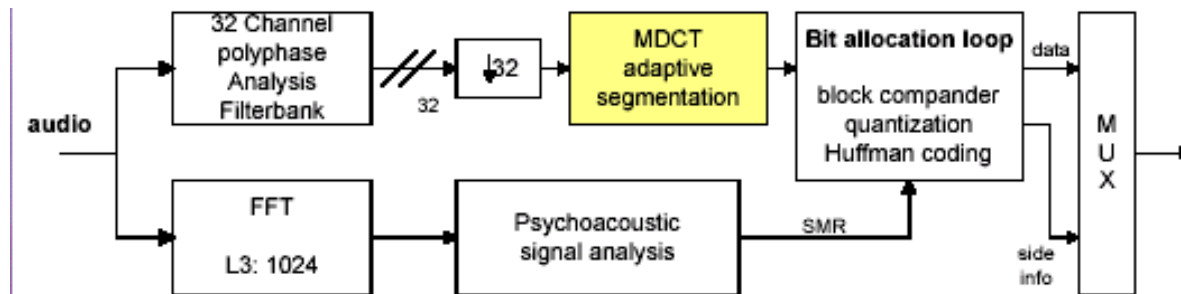 audio
32 Channel
polyphase
Analysis
Filterbank
32
↓32
MDCT
adaptive
segmentation
Bit allocation loop
block compander
quantization
Huffman coding
data
side
info
M
U
X
FFT
L3: 1024
Psychoacoustic
signal analysis
SMR